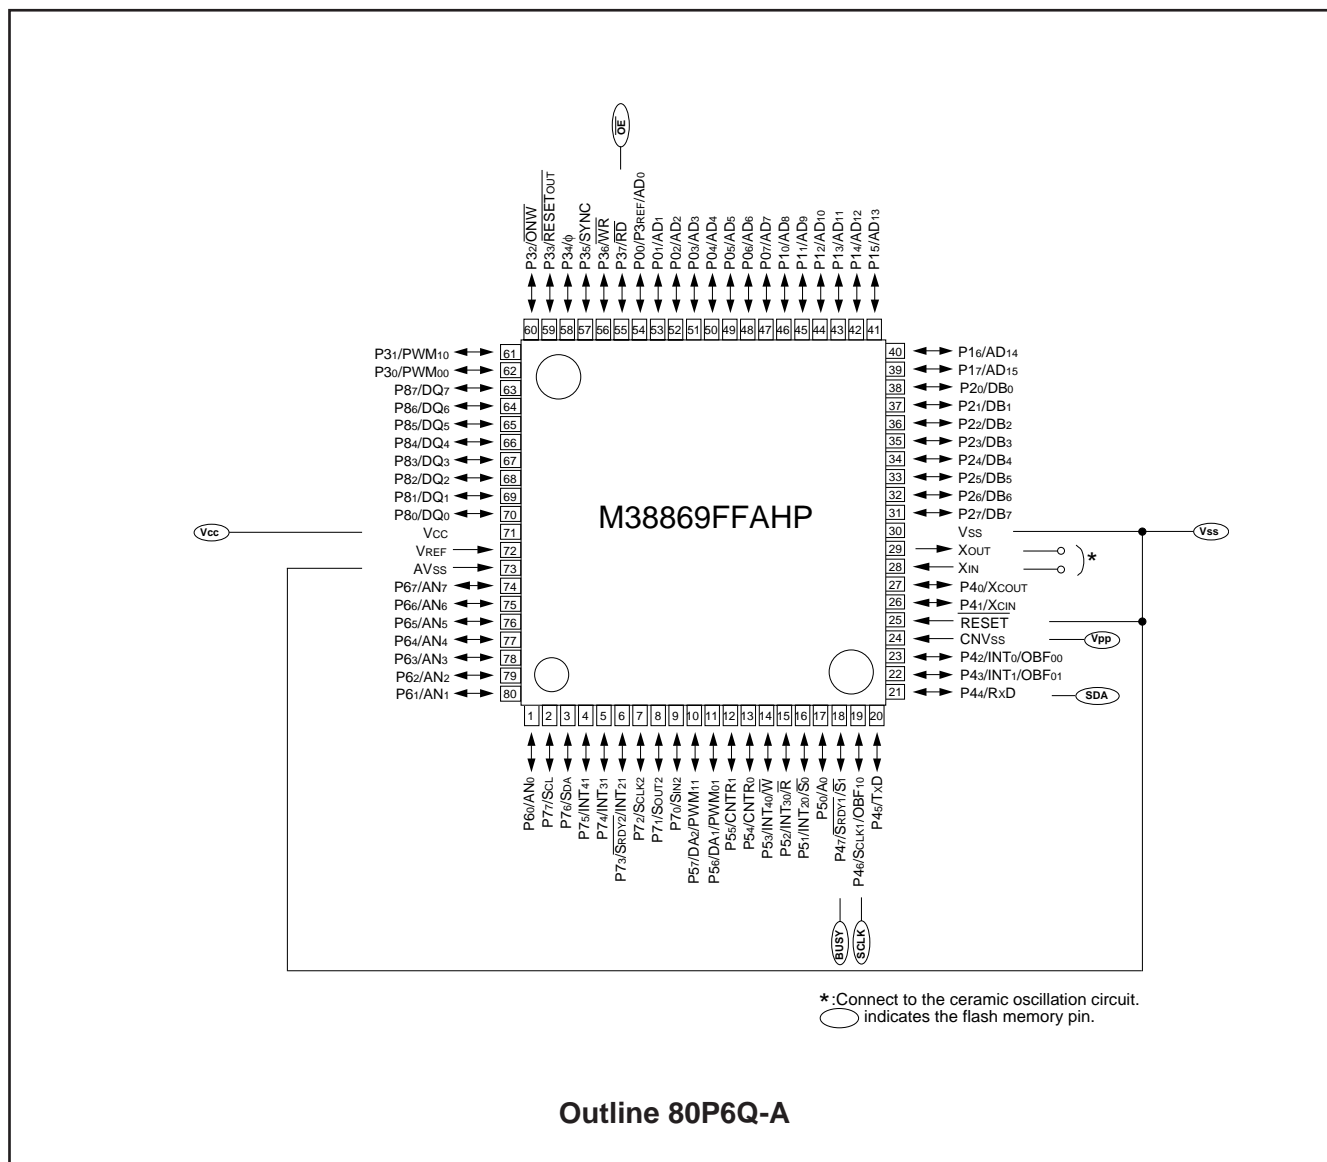 OE
P32/ONW
P33/RESETOUT
P34/ϕ
P35/SYNC
P36/WR
P37/RD
P00/P3REF/AD0
P01/AD1
P02/AD2
P03/AD3
P04/AD4
P05/AD5
P06/AD6
P07/AD7
P10/AD8
P11/AD9
P12/AD10
P13/AD11
P14/AD12
P15/AD13
60 59 58 57 56 55 54 53 52 51 50 49 48 47 46 45 44 43 42 41
P31/PWM10 61
P30/PWM00 62
P87/DQ7 63
P86/DQ6 64
P85/DQ5 65
P84/DQ4 66
P83/DQ3 67
P82/DQ2 68
P81/DQ1 69
P80/DQ0 70
Vcc VCC 71
VREF 72
AVSS 73
P67/AN7 74
P66/AN6 75
P65/AN5 76
P64/AN4 77
P63/AN3 78
P62/AN2 79
P61/AN1 80
M38869FFAHP
40 P16/AD14
39 P17/AD15
38 P20/DB0
37 P21/DB1
36 P22/DB2
35 P23/DB3
34 P24/DB4
33 P25/DB5
32 P26/DB6
31 P27/DB7
30 VSS Vss
29 XOUT
28 XIN *
27 P40/XCOUT
26 P41/XCIN
25 RESET
24 CNVSS Vpp
23 P42/INT0/OBF00
22 P43/INT1/OBF01
21 P44/RXD SDA
1 2 3 4 5 6 7 8 9 10 11 12 13 14 15 16 17 18 19 20
P60/AN0
P77/SCL
P76/SDA
P75/INT41
P74/INT31
P73/SRDY2/INT21
P72/SCLK2
P71/SOUT2
P70/SIN2
P57/DA2/PWM11
P56/DA1/PWM01
P55/CNTR1
P54/CNTR0
P53/INT40/W
P52/INT30/R
P51/INT20/S0
P50/A0
P47/SRDY1/S1
P46/SCLK1/OBF10
P45/TXD
BUSY
SCLK
*:Connect to the ceramic oscillation circuit.
indicates the flash memory pin.
Outline 80P6Q-A